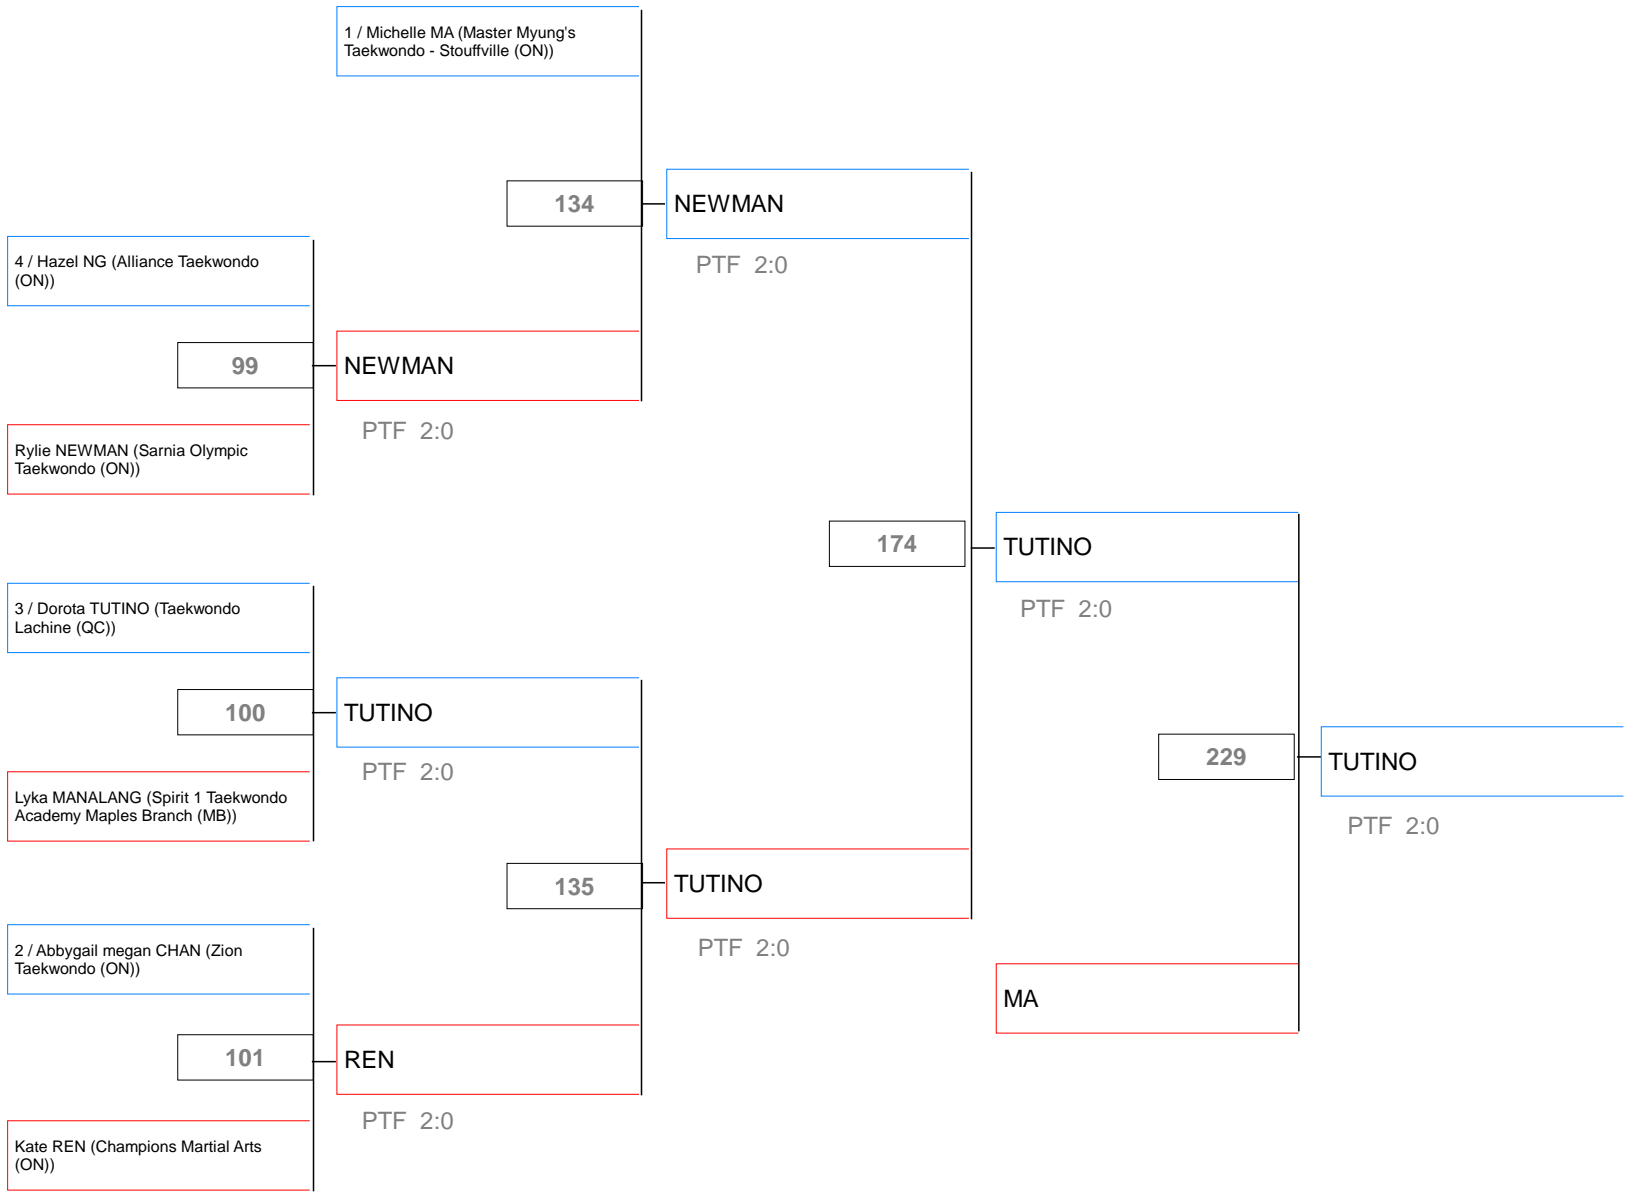 1 / Michelle MA (Master Myung's
Taekwondo - Stouffville (ON))
134
NEWMAN
PTF 2:0
4 / Hazel NG (Alliance Taekwondo
(ON))
99
NEWMAN
PTF 2:0
Rylie NEWMAN (Sarnia Olympic
Taekwondo (ON))
174
TUTINO
PTF 2:0
3 / Dorota TUTINO (Taekwondo
Lachine (QC))
100
TUTINO
PTF 2:0
Lyka MANALANG (Spirit 1 Taekwondo
Academy Maples Branch (MB))
229
TUTINO
PTF 2:0
135
TUTINO
PTF 2:0
2 / Abbygail megan CHAN (Zion
Taekwondo (ON))
MA
101
REN
PTF 2:0
Kate REN (Champions Martial Arts
(ON))